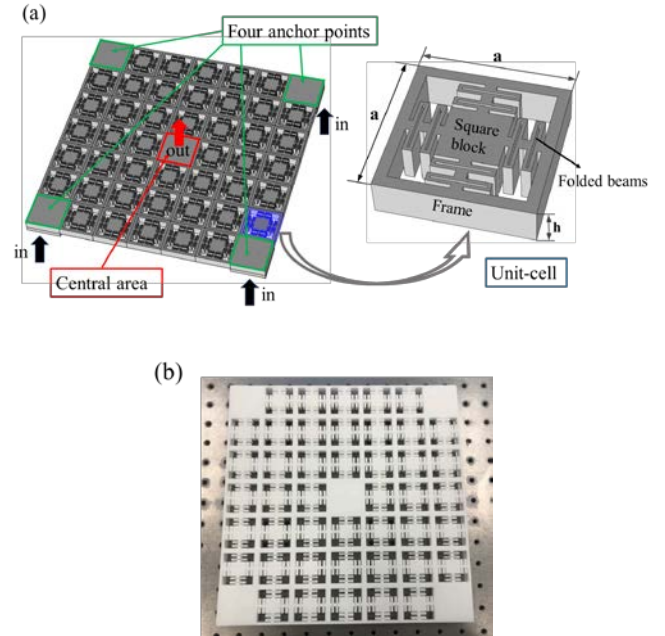 (a)
Four anchor points
in
out
in
in
Central area
a
a
Square
block
Folded beams
Frame
h
Unit-cell
(b)